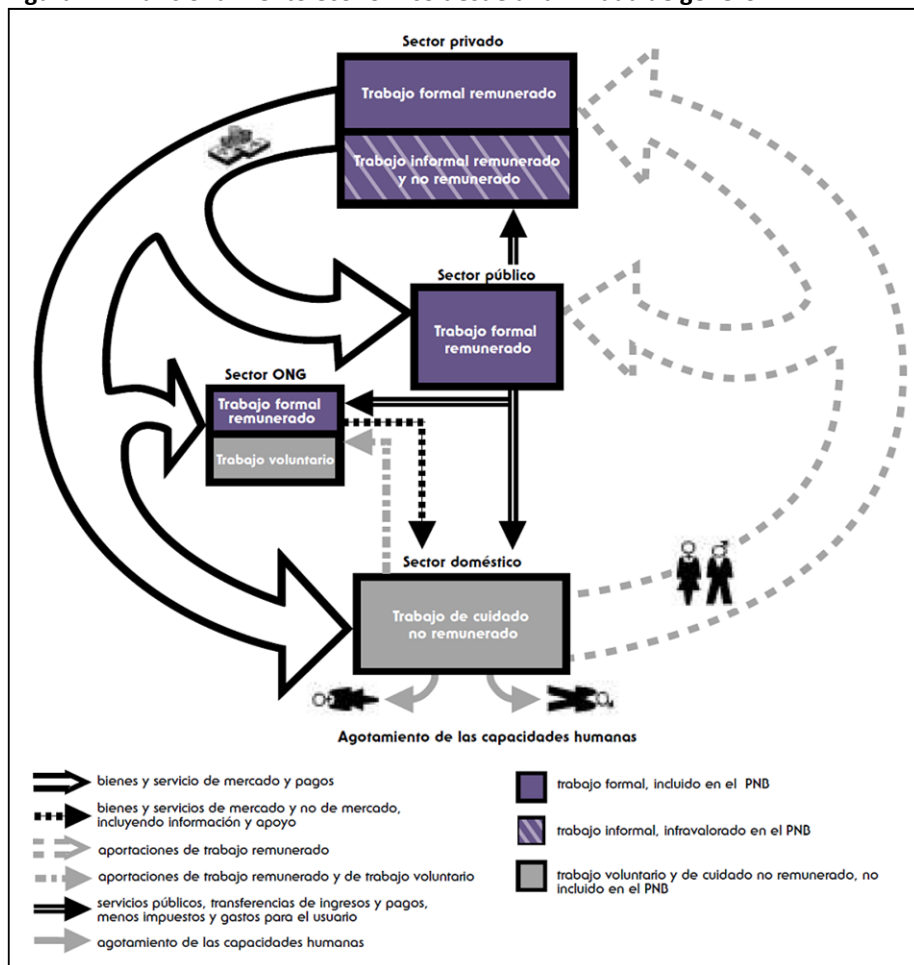 Sector privado
Trabajo formal remunerado
Trabajo informal remunerado
y no remunerado
Sector público
Trabajo formal
remunerado
Sector ONG
Trabajo formal
remunerado
Trabajo voluntario
Sector doméstico
Trabajo de cuidado
no remunerado
Agotamiento de las capacidades humanas
bienes y servicio de mercado y pagos
bienes y servicios de mercado y no de mercado,
incluyendo información y apoyo
aportaciones de trabajo remunerado
aportaciones de trabajo remunerado y de trabajo voluntario
servicios públicos, transferencias de ingresos y pagos,
menos impuestos y gastos para el usuario
agotamiento de las capacidades humanas
trabajo formal, incluido en el PNB
trabajo informal, infravalorado en el PNB
trabajo voluntario y de cuidado no remunerado, no
incluido en el PNB